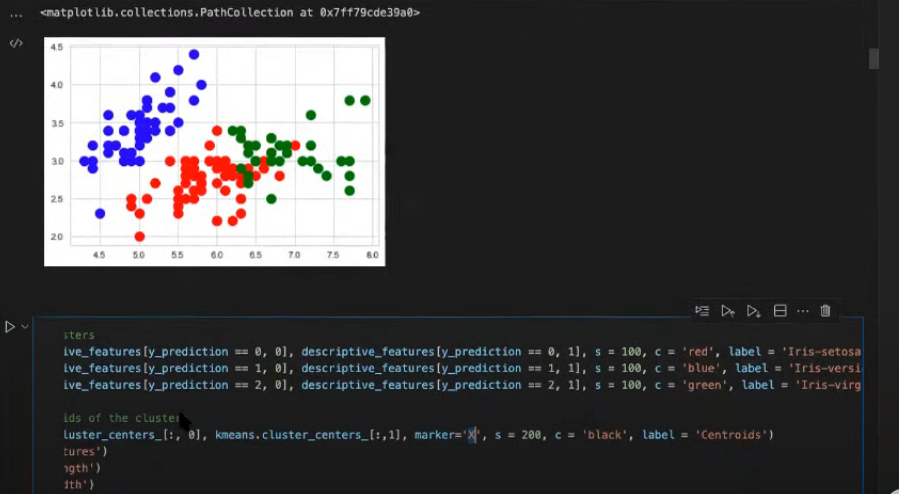 ... <matplotlib.collections.PathCollection at 0x7ff79cde39a0>
</>
4.5
4.0
3.5
3.0
2.5
2.0
4.5 5.0 5.5 6.0 6.5 7.0 7.5 8.0
sters
ive_features[y_prediction == 0, 0], descriptive_features[y_prediction == 0, 1], s = 100, c = 'red', label = 'Iris-setosa
ive_features[y_prediction == 1, 0], descriptive_features[y_prediction == 1, 1], s = 100, c = 'blue', label = 'Iris-versi
ive_features[y_prediction == 2, 0], descriptive_features[y_prediction == 2, 1], s = 100, c = 'green', label = 'Iris-virg
ids of the cluster
luster_centers_[:, 0], kmeans.cluster_centers_[:,1], marker='X', s = 200, c = 'black', label = 'Centroids')
tures')
ngth')
dth')